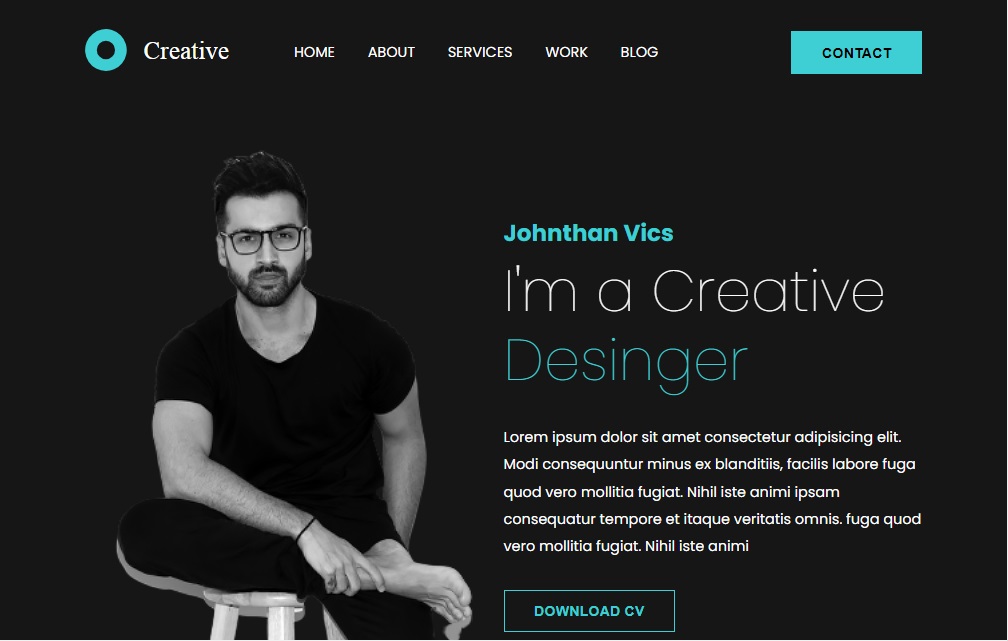 Creative
HOME ABOUT SERVICES WORK BLOG
CONTACT
Johnthan Vics
I'm a Creative
Desinger
Lorem ipsum dolor sit amet consectetur adipisicing elit.
Modi consequuntur minus ex blanditiis, facilis labore fuga
quod vero mollitia fugiat. Nihil iste animi ipsam
consequatur tempore et itaque veritatis omnis. fuga quod
vero mollitia fugiat. Nihil iste animi
DOWNLOAD CV